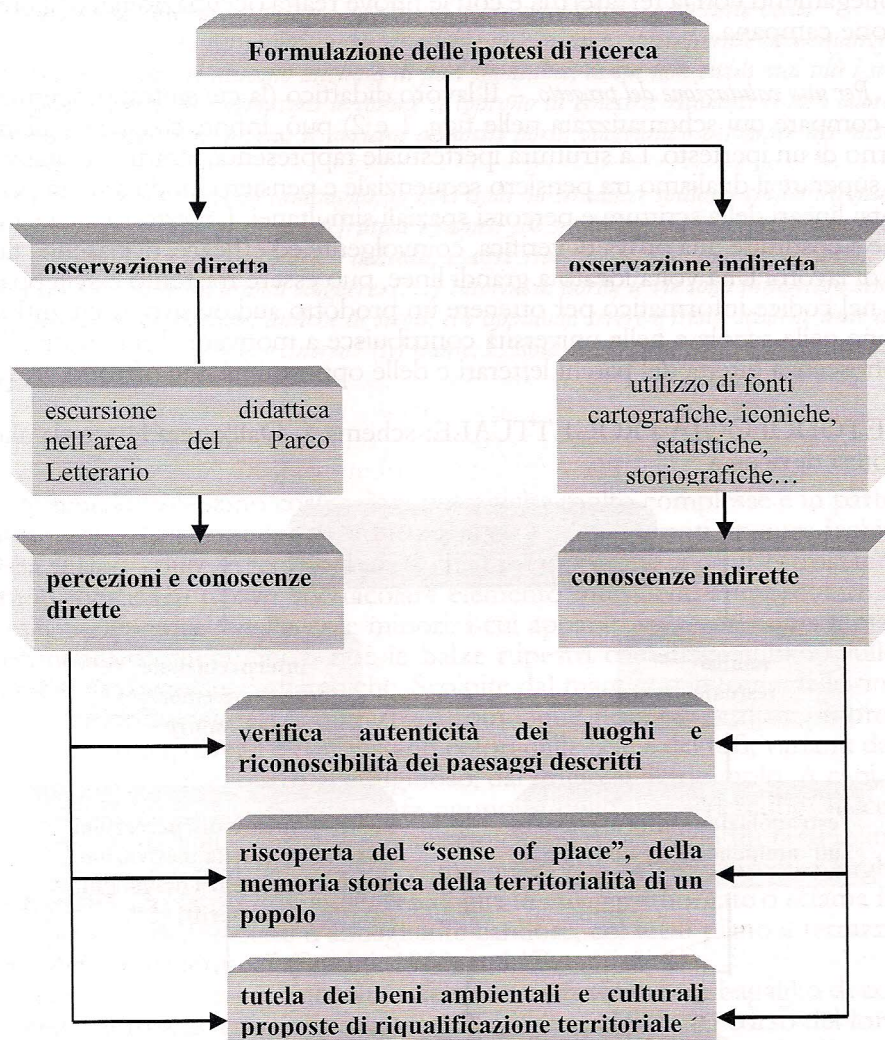 Formulazione delle ipotesi di ricerca
osservazione diretta
osservazione indiretta
escursione didattica
nell'area del Parco
Letterario
utilizzo di fonti
cartografiche, iconiche,
statistiche,
storiografiche…
percezioni e conoscenze
dirette
conoscenze indirette
verifica autenticità dei luoghi e
riconoscibilità dei paesaggi descritti
riscoperta del “sense of place”, della
memoria storica della territorialità di un
popolo
tutela dei beni ambientali e culturali
proposte di riqualificazione territoriale